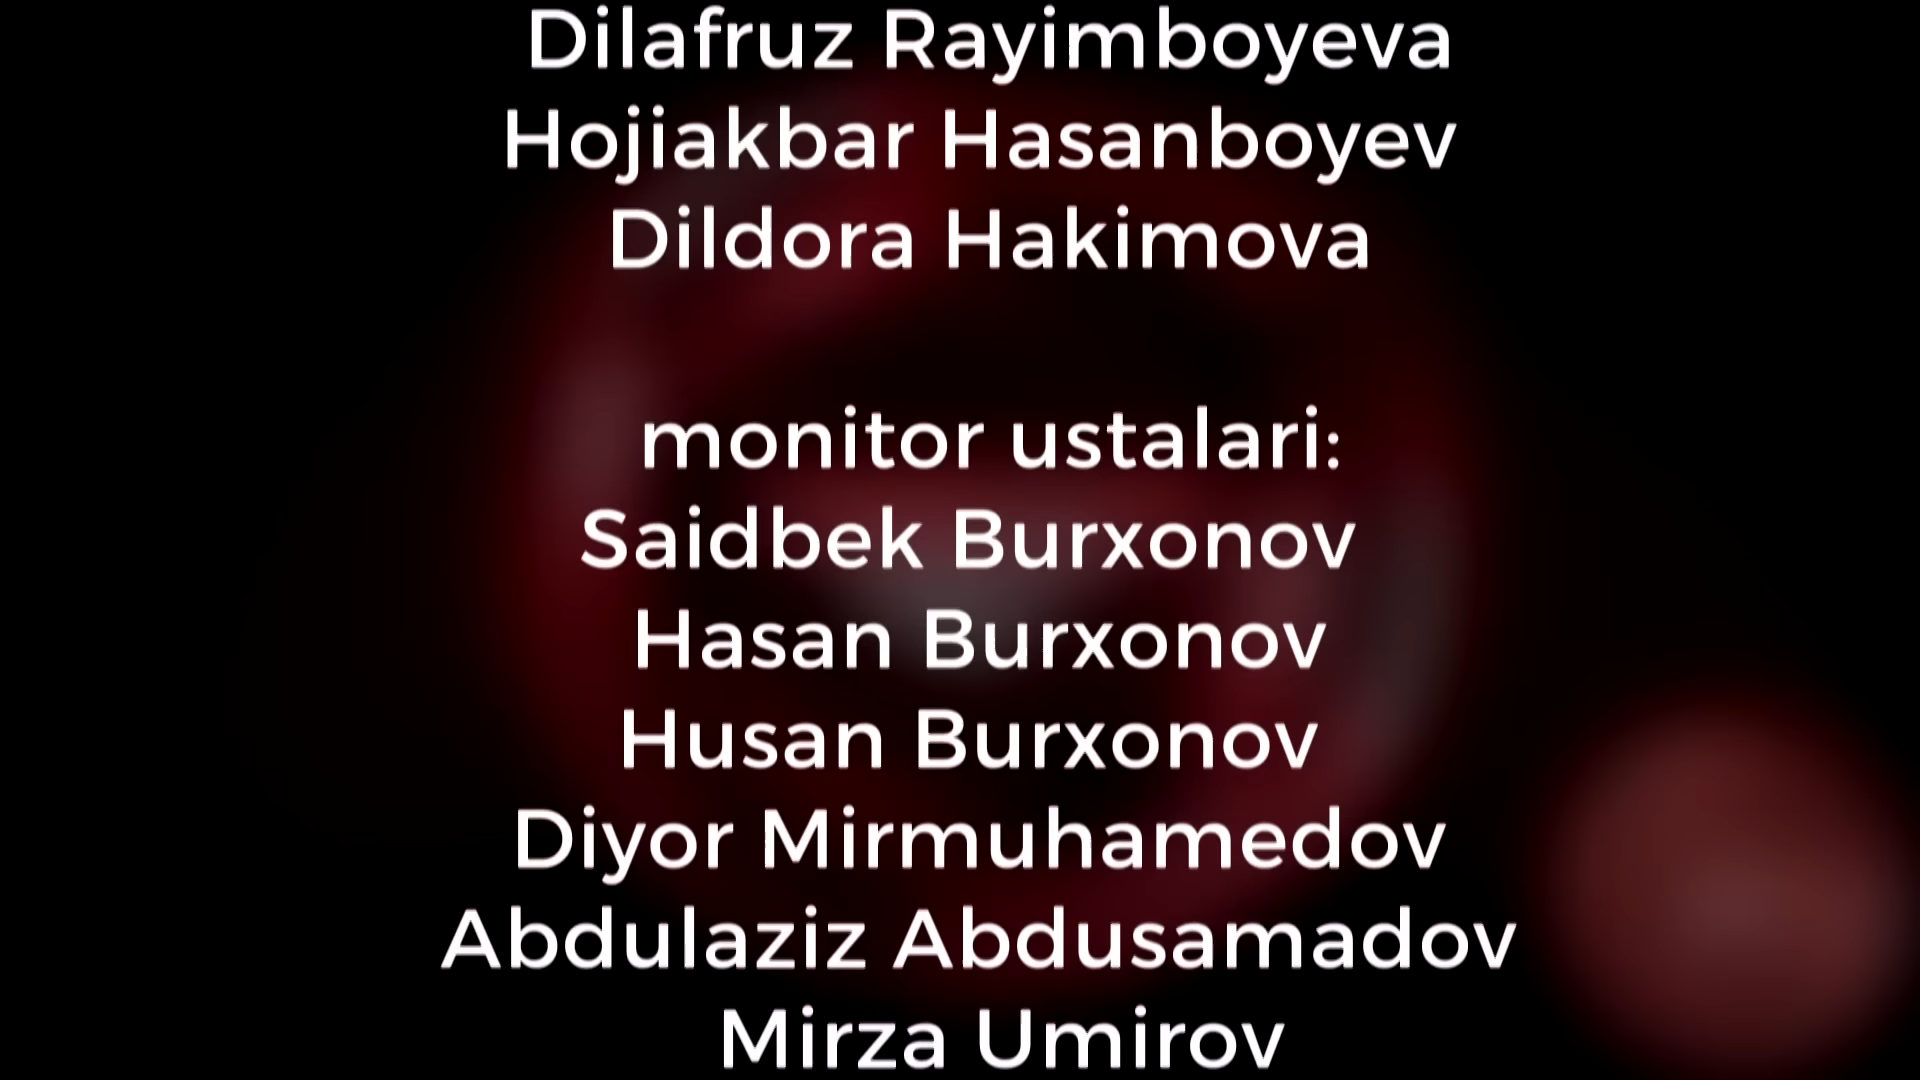 Dilafruz Rayimboyeva
Hojiakbar Hasanboyev
Dildora Hakimova
monitor ustalari:
Saidbek Burxonov
Hasan Burxonov
Husan Burxonov
Diyor Mirmuhamedov
Abdulaziz Abdusamadov
Mirza Umirov